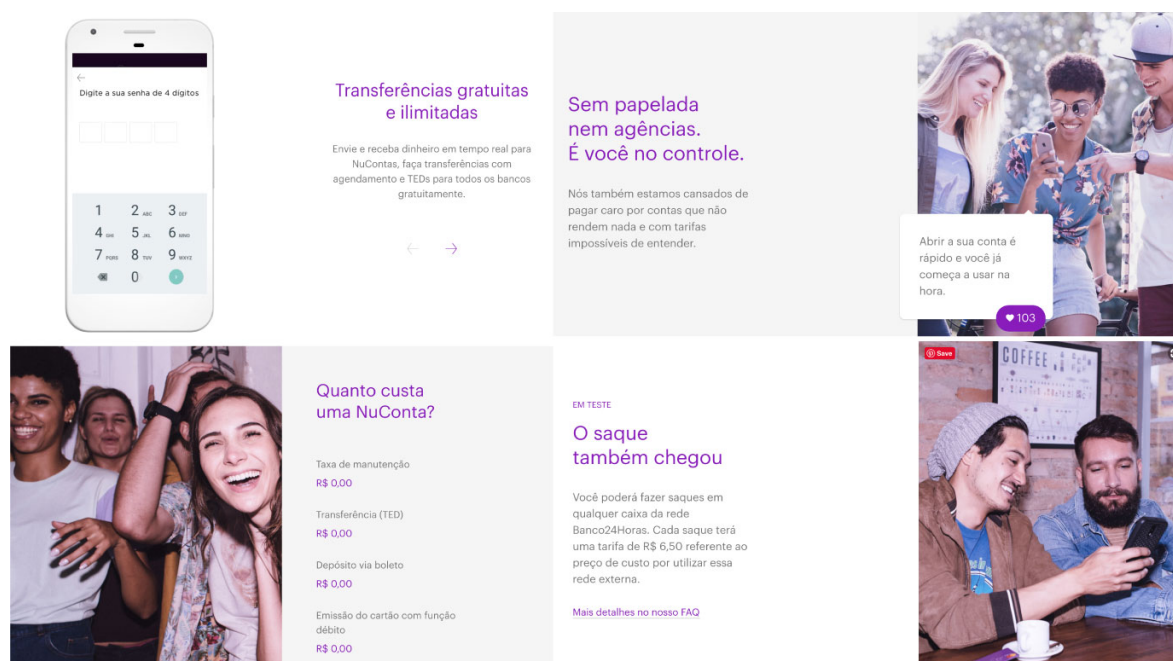 Digite a sua senha de 4 dígitos
1
2 ABC
3 DEF
4 GHI
5 JKL
6 MNO
7 PQRS
8 TUV
9 WXYZ
0
Transferências gratuitas
e ilimitadas
Envie e receba dinheiro em tempo real para
NuContas, faça transferências com
agendamento e TEDs para todos os bancos
gratuitamente.
Sem papelada
nem agências.
É você no controle.
Nós também estamos cansados de
pagar caro por contas que não
rendem nada e com tarifas
impossíveis de entender.
Abrir a sua conta é
rápido e você já
começa a usar na
hora.
103
Quanto custa
uma NuConta?
Taxa de manutenção
R$ 0,00
Transferência (TED)
R$ 0,00
Depósito via boleto
R$ 0,00
Emissão do cartão com função
débito
R$ 0,00
EM TESTE
O saque
também chegou
Você poderá fazer saques em
qualquer caixa da rede
Banco24Horas. Cada saque terá
uma tarifa de R$ 6,50 referente ao
preço de custo por utilizar essa
rede externa.
Mais detalhes no nosso FAQ
Save
COFFEE